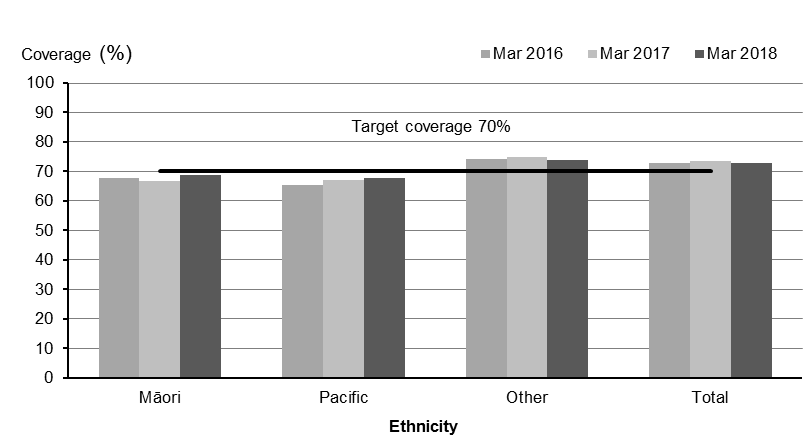 Coverage (%)
Mar 2016 Mar 2017 Mar 2018
100
90
Target coverage 70%
80
70
60
50
40
30
20
10
0
Māori Pacific Other Total
Ethnicity